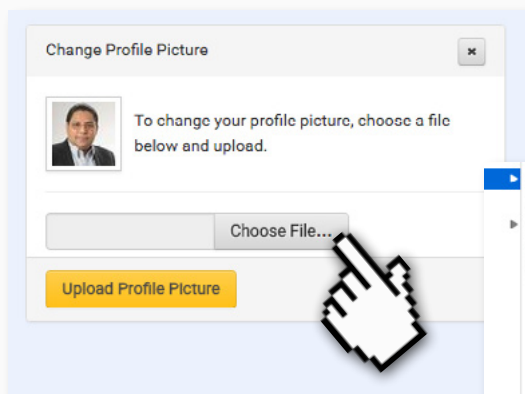 Change Profile Picture
To change your profile picture, choose a file
below and upload.
Choose File...
Upload Profile Picture